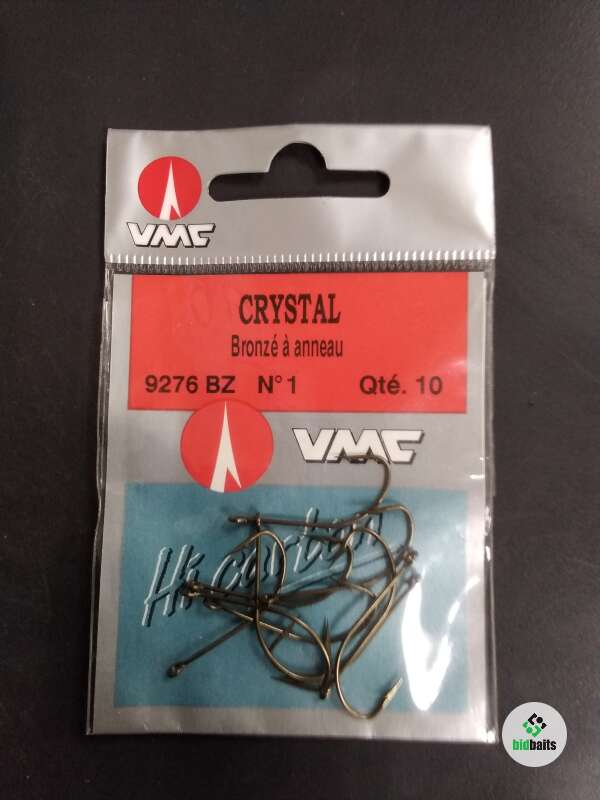 VMC
CRYSTAL
Bronzé à anneau
9276 BZ N°1 Qté. 10
VMC
Hi carbon
bidbaits